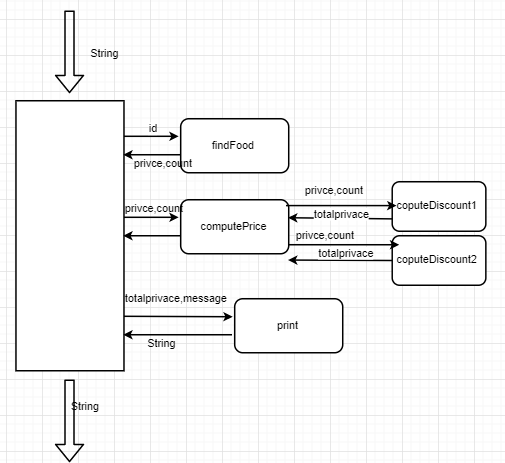 String
id
findFood
privce,count
privce,count
computePrice
privce,count
coputeDiscount1
totalprivace
privce,count
coputeDiscount2
totalprivace
totalprivace,message
print
String
String